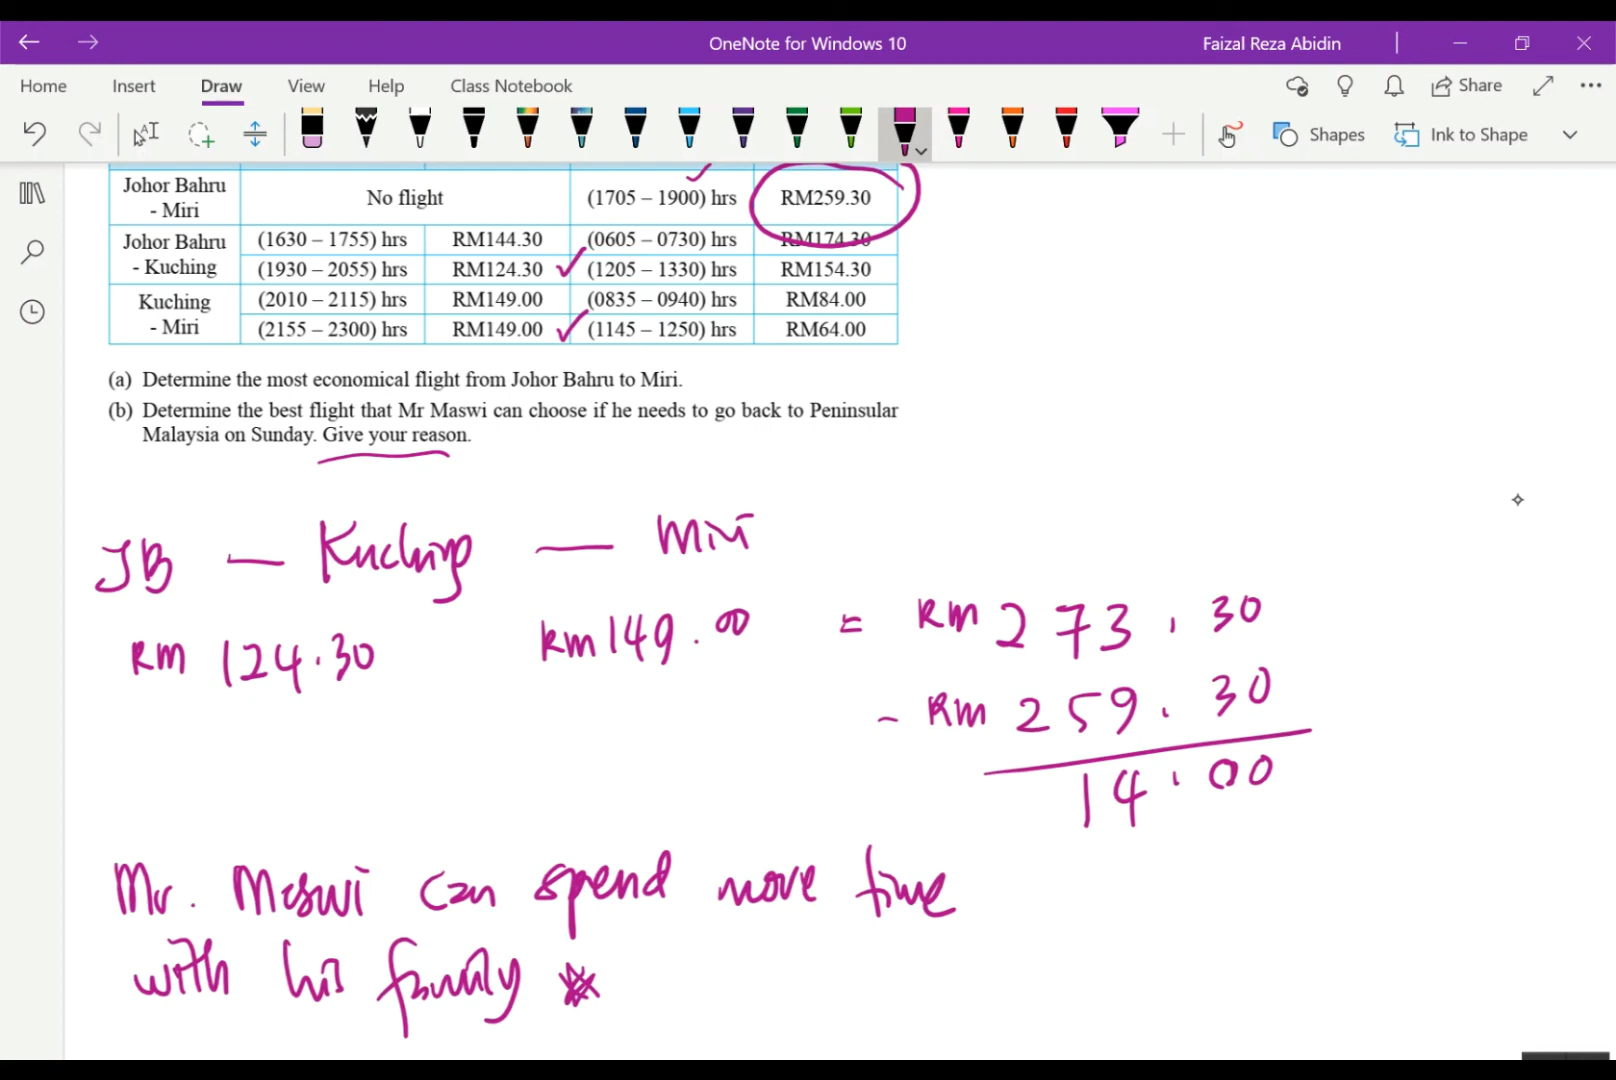 OneNote for Windows 10
Faizal Reza Abidin
Home Insert Draw View Help Class Notebook Share
Shapes Ink to Shape
Johor Bahru - Miri No flight (1705 – 1900) hrs RM259.30
Johor Bahru - Kuching (1630 – 1755) hrs RM144.30 (0605 – 0730) hrs RM174.30
(1930 – 2055) hrs RM124.30 (1205 – 1330) hrs RM154.30
Kuching - Miri (2010 – 2115) hrs RM149.00 (0835 – 0940) hrs RM84.00
(2155 – 2300) hrs RM149.00 (1145 – 1250) hrs RM64.00
(a) Determine the most economical flight from Johor Bahru to Miri.
(b) Determine the best flight that Mr Maswi can choose if he needs to go back to Peninsular
Malaysia on Sunday. Give your reason.
JB — Kuching — Miri
RM 124.30 RM 149.00 = RM 273.30
- RM 259.30
14.00
Mr. Maswi can spend more time
with his family